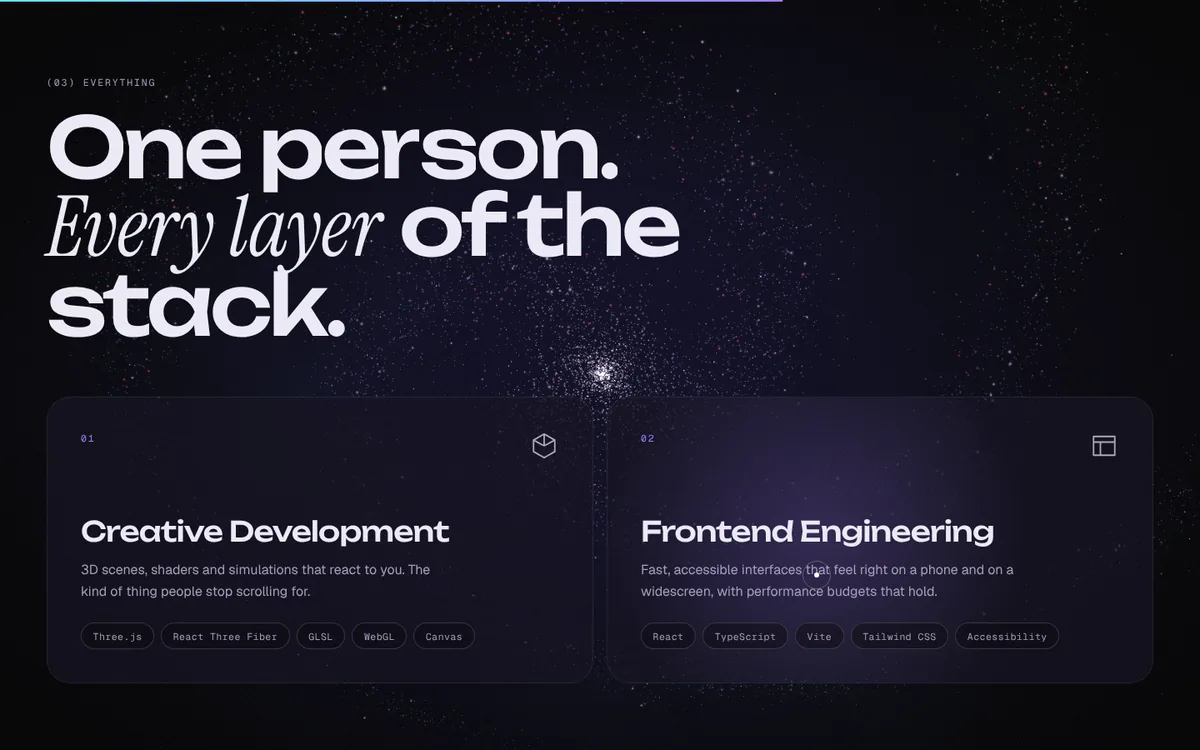 (03) EVERYTHING
One person.
Every layer of the
stack.
01
Creative Development
3D scenes, shaders and simulations that react to you. The
kind of thing people stop scrolling for.
Three.js
React Three Fiber
GLSL
WebGL
Canvas
02
Frontend Engineering
Fast, accessible interfaces that feel right on a phone and on a
widescreen, with performance budgets that hold.
React
TypeScript
Vite
Tailwind CSS
Accessibility